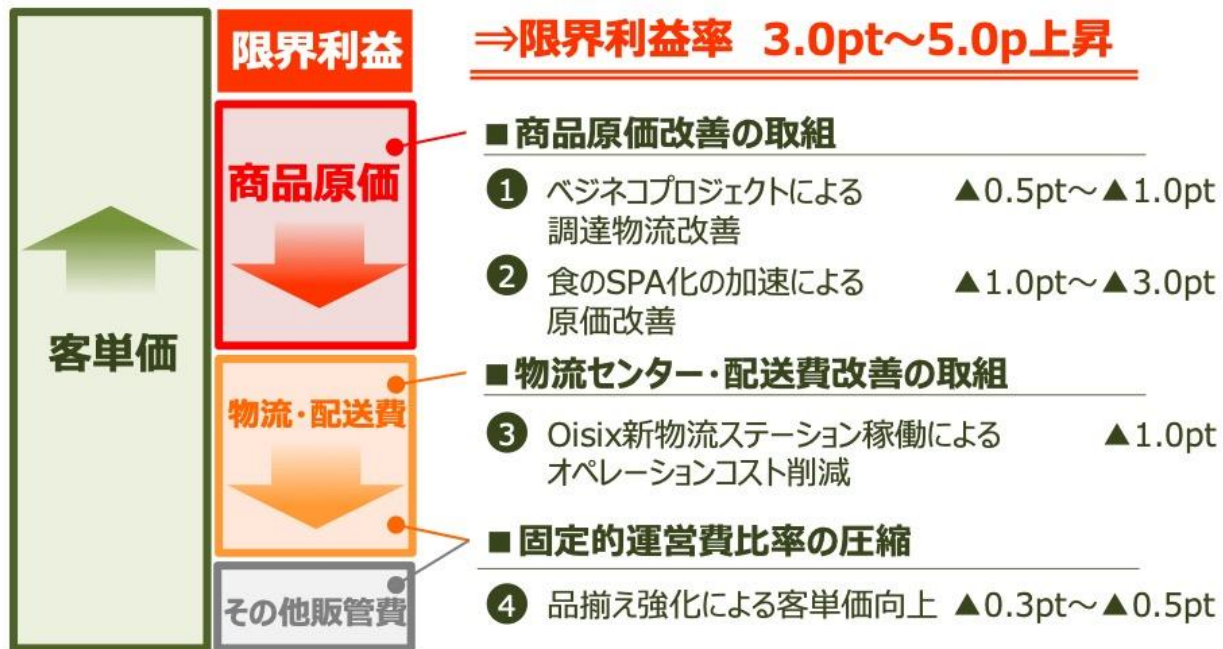 客単価
限界利益
商品原価
物流・配送費
その他販管費
⇒限界利益率 3.0pt～5.0p上昇
■商品原価改善の取組
❶ ベジネコプロジェクトによる ▲0.5pt～▲1.0pt
調達物流改善
❷ 食のSPA化の加速による ▲1.0pt～▲3.0pt
原価改善
■物流センター・配送費改善の取組
❸ Oisix新物流ステーション稼働による ▲1.0pt
オペレーションコスト削減
■固定的運営費比率の圧縮
❹ 品揃え強化による客単価向上 ▲0.3pt～▲0.5pt